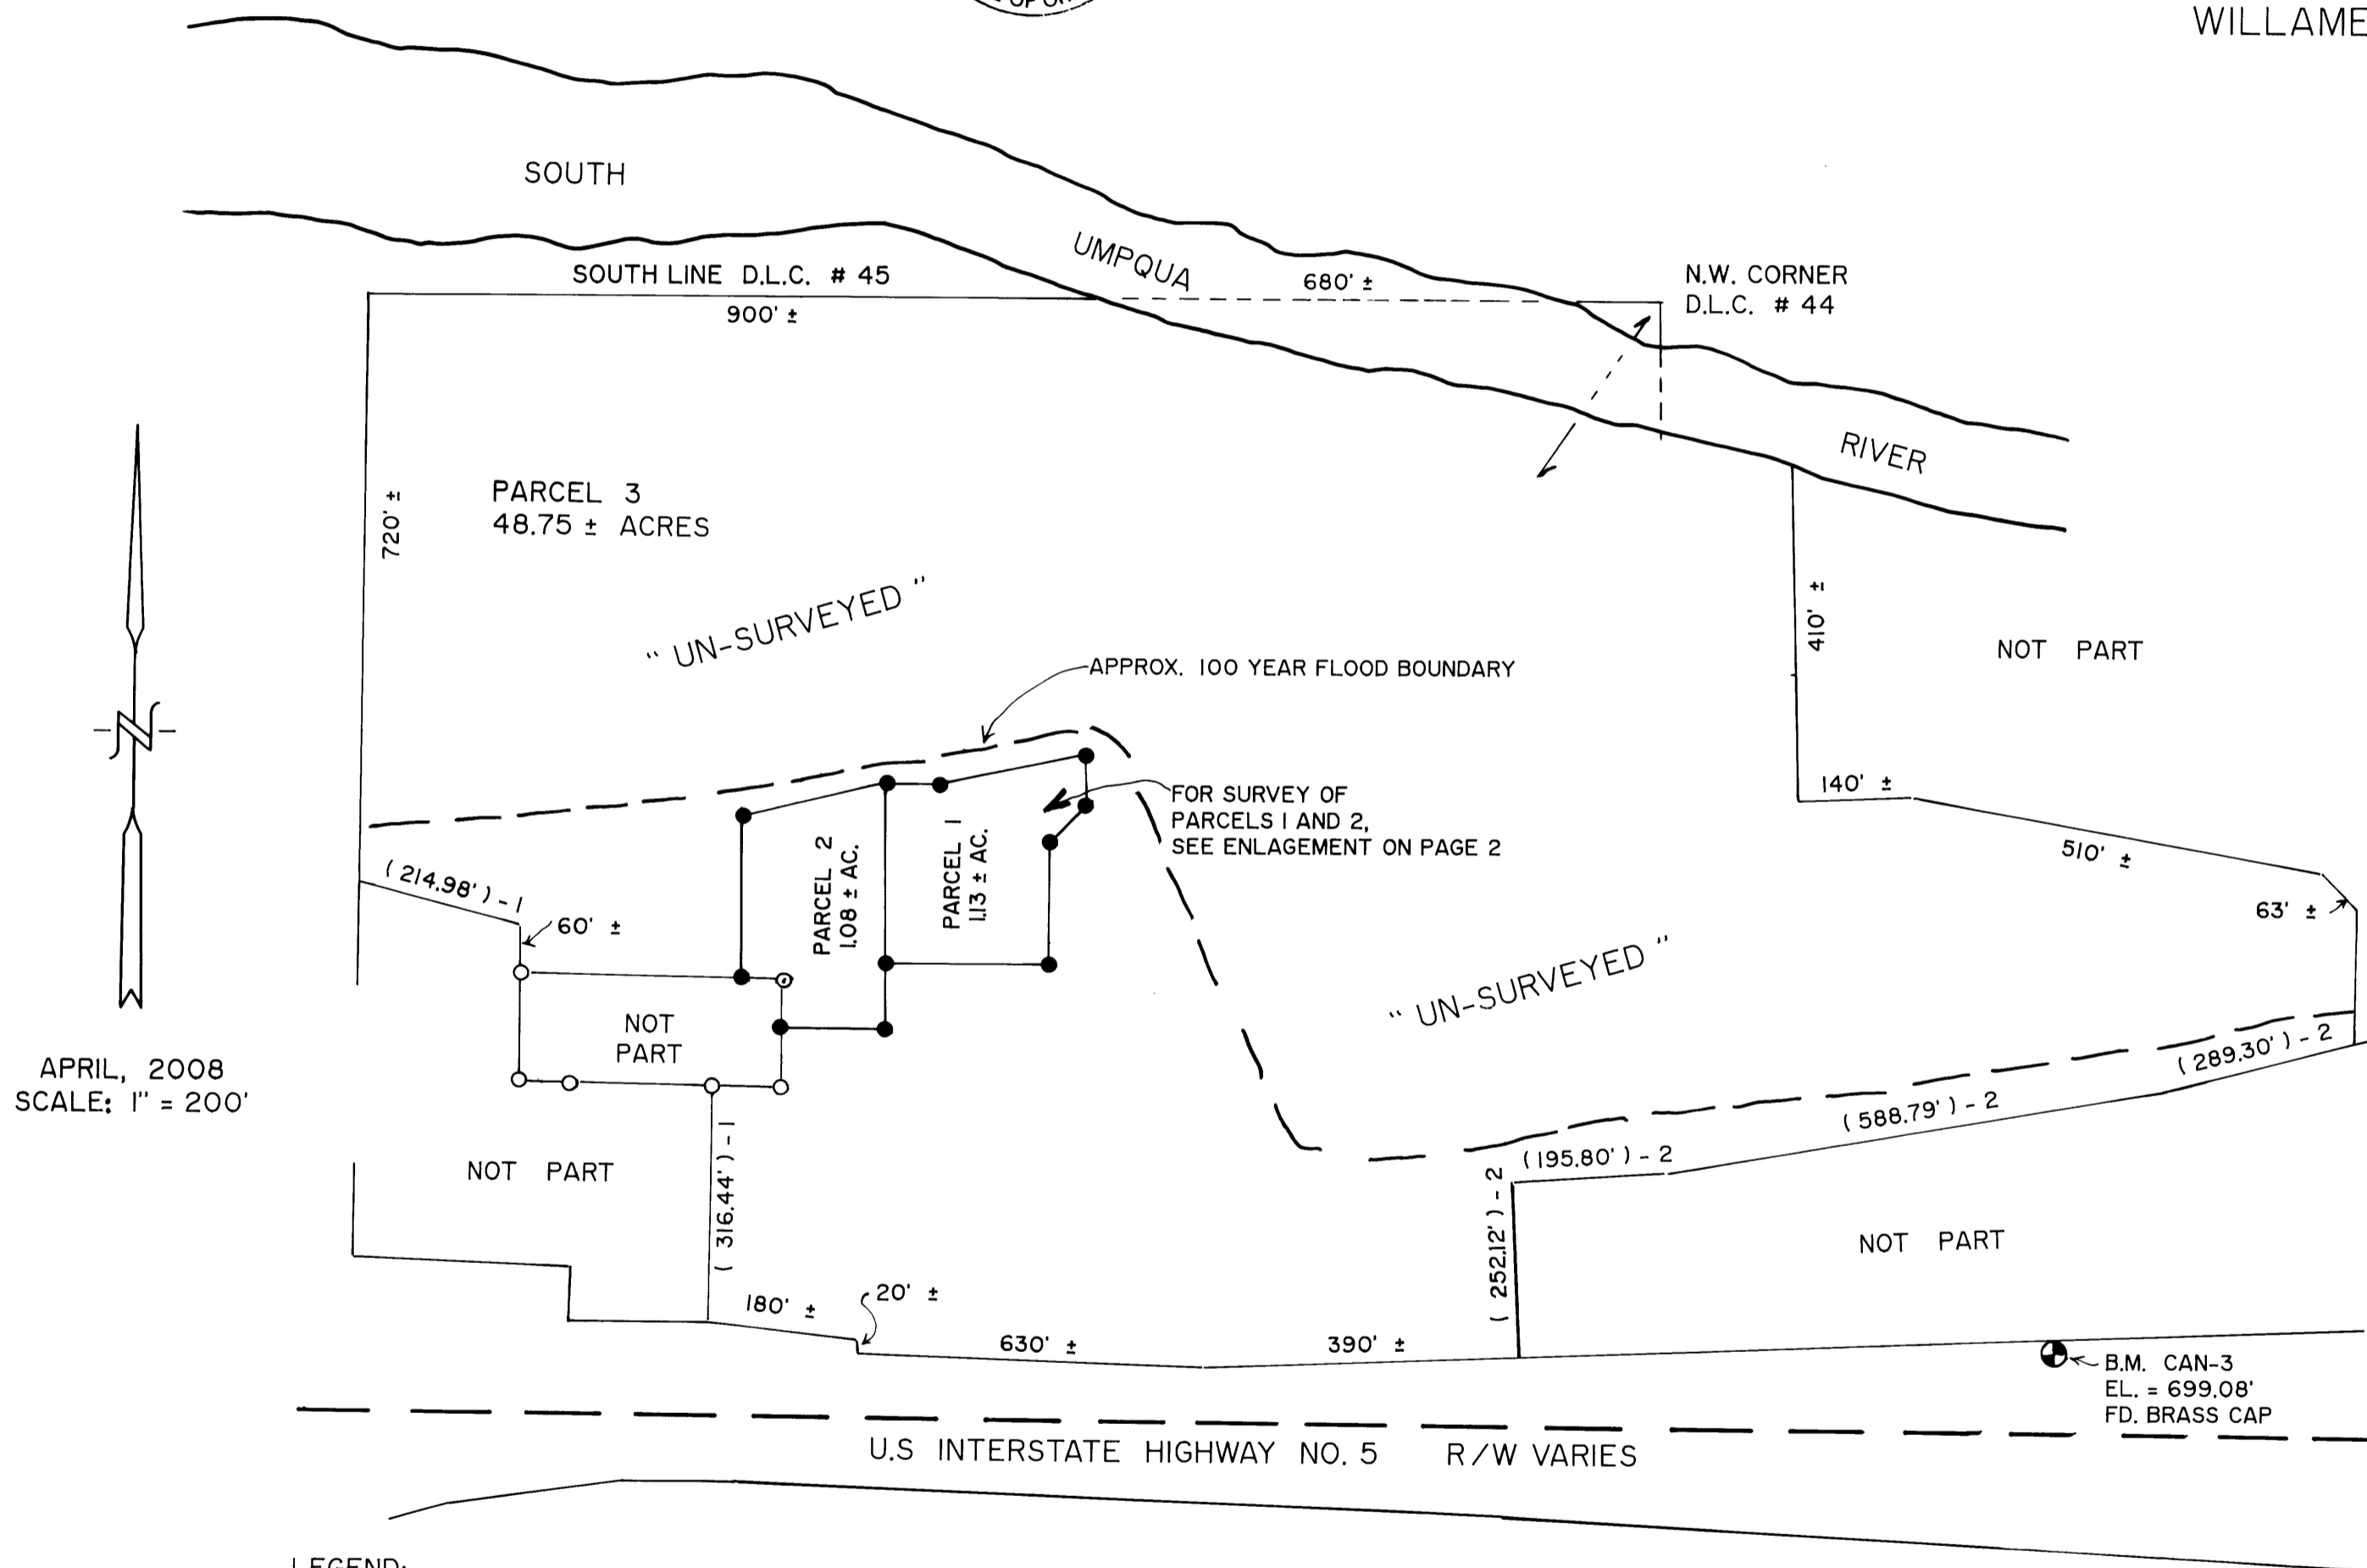 OF OR
WILLAME
SOUTH
UMPQUA
RIVER
SOUTH LINE D.L.C. # 45
900' ±
680' ±
N.W. CORNER
D.L.C. # 44
720' ±
PARCEL 3
48.75 ± ACRES
" UN-SURVEYED "
410' ±
NOT PART
APPROX. 100 YEAR FLOOD BOUNDARY
140' ±
FOR SURVEY OF
PARCELS 1 AND 2,
SEE ENLAGEMENT ON PAGE 2
510' ±
63' ±
(214.98') - 1
60' ±
PARCEL 2
1.08 ± AC.
PARCEL 1
1.13 ± AC.
" UN-SURVEYED "
N
NOT
PART
APRIL, 2008
SCALE: 1" = 200'
(289.30') - 2
(588.79') - 2
(195.80') - 2
(252.12') - 2
NOT PART
(316.44') - 1
NOT PART
180' ±
20' ±
630' ±
390' ±
B.M. CAN-3
EL. = 699.08'
FD. BRASS CAP
U.S INTERSTATE HIGHWAY NO. 5 R/W VARIES
LEGEND: